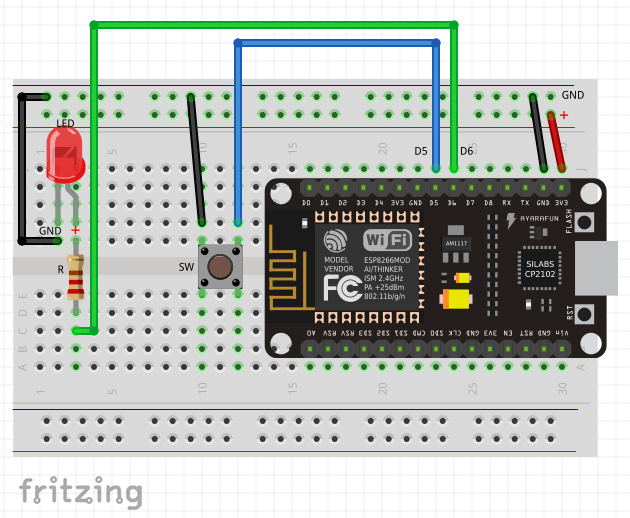 GND
+
LED
1
5
10
15
20
25
30
J
D5
D6
D0 D1 D2 D3 D4 3V3 GND D5 D6 D7 D8 RX TX GND 3V3
FLASH
AYARAFUN
WiFi
AM1117
SILABS
CP2102
MODEL
VENDOR
ESP8266MOD
AI/THINKER
ISM 2.4GHz
PA +25dBm
802.11b/g/n
FC
RST
GND
+
R
SW
A0 RSV RSV SD3 SD2 SD1 CMD SD0 CLK GND 3V3 EN RST GND Vin
E
D
C
B
A
A
1
5
10
15
20
25
30
fritzing